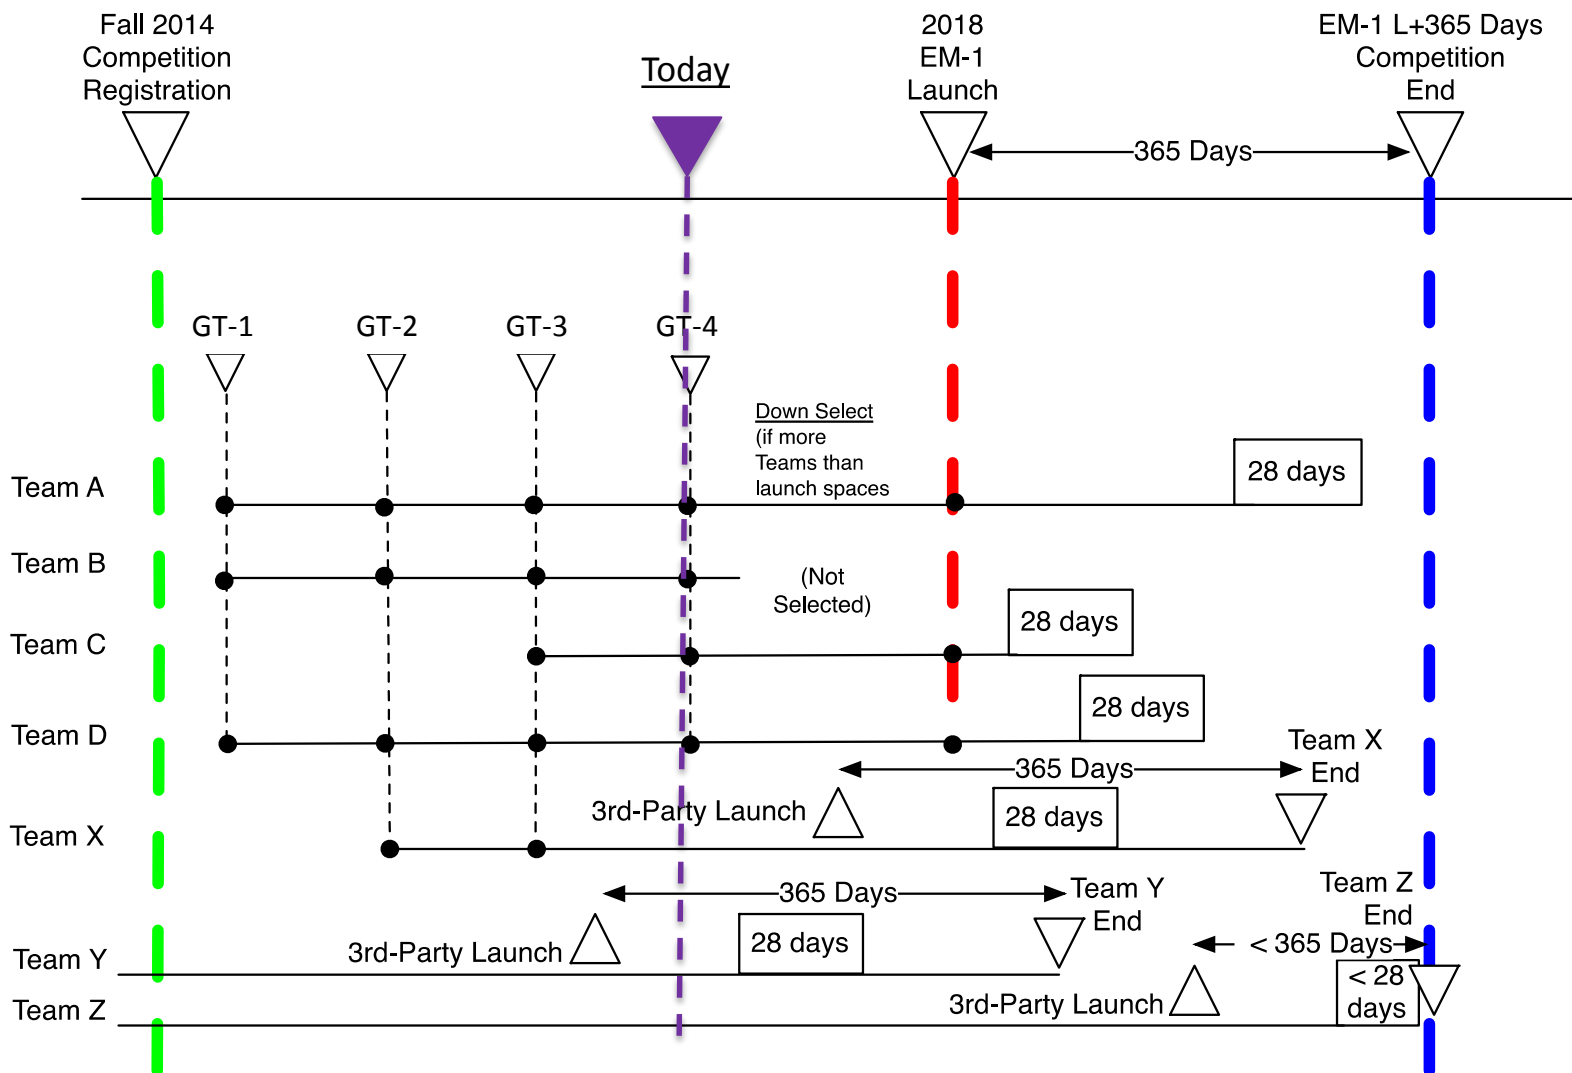 Fall 2014
Competition
Registration
Today
2018
EM-1
Launch
EM-1 L+365 Days
Competition
End
365 Days
GT-1
GT-2
GT-3
GT-4
Down Select
(if more
Teams than
launch spaces
Team A
28 days
Team B
(Not
Selected)
Team C
28 days
Team D
28 days
Team X
End
365 Days
3rd-Party Launch
28 days
Team X
365 Days
Team Y
End
Team Z
End
3rd-Party Launch
28 days
< 365 Days
Team Y
3rd-Party Launch
< 28
days
Team Z